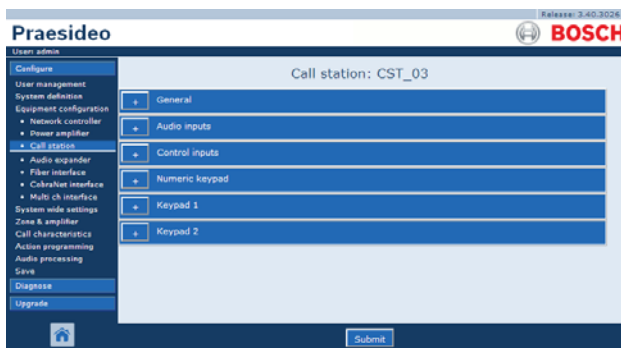 Release: 3.40.3026
Praesideo
BOSCH
User: admin
Configure
User management
System definition
Equipment configuration
• Network controller
• Power amplifier
• Call station
• Audio expander
• Fiber interface
• CobraNet interface
• Multi ch interface
System wide settings
Zone & amplifier
Call characteristics
Action programming
Audio processing
Save
Diagnose
Upgrade
Call station: CST_03
+ General
+ Audio inputs
+ Control inputs
+ Numeric keypad
+ Keypad 1
+ Keypad 2
Submit